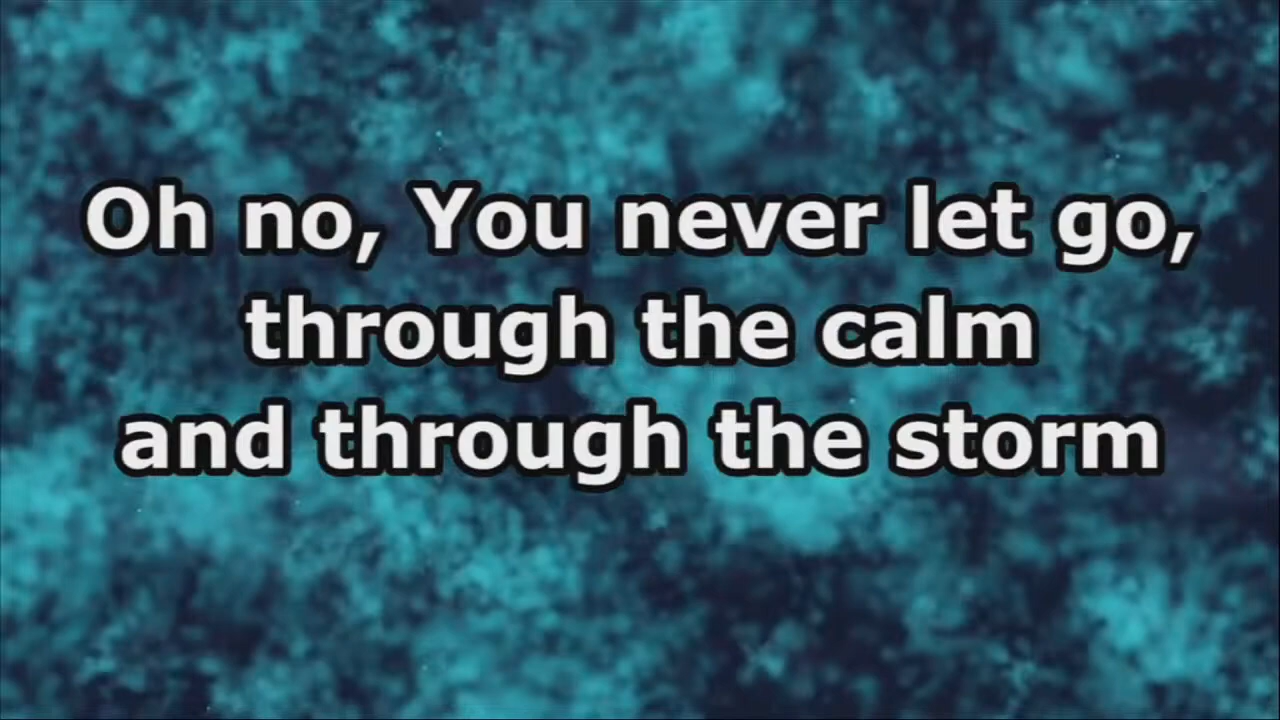 Oh no, You never let go,
through the calm
and through the storm